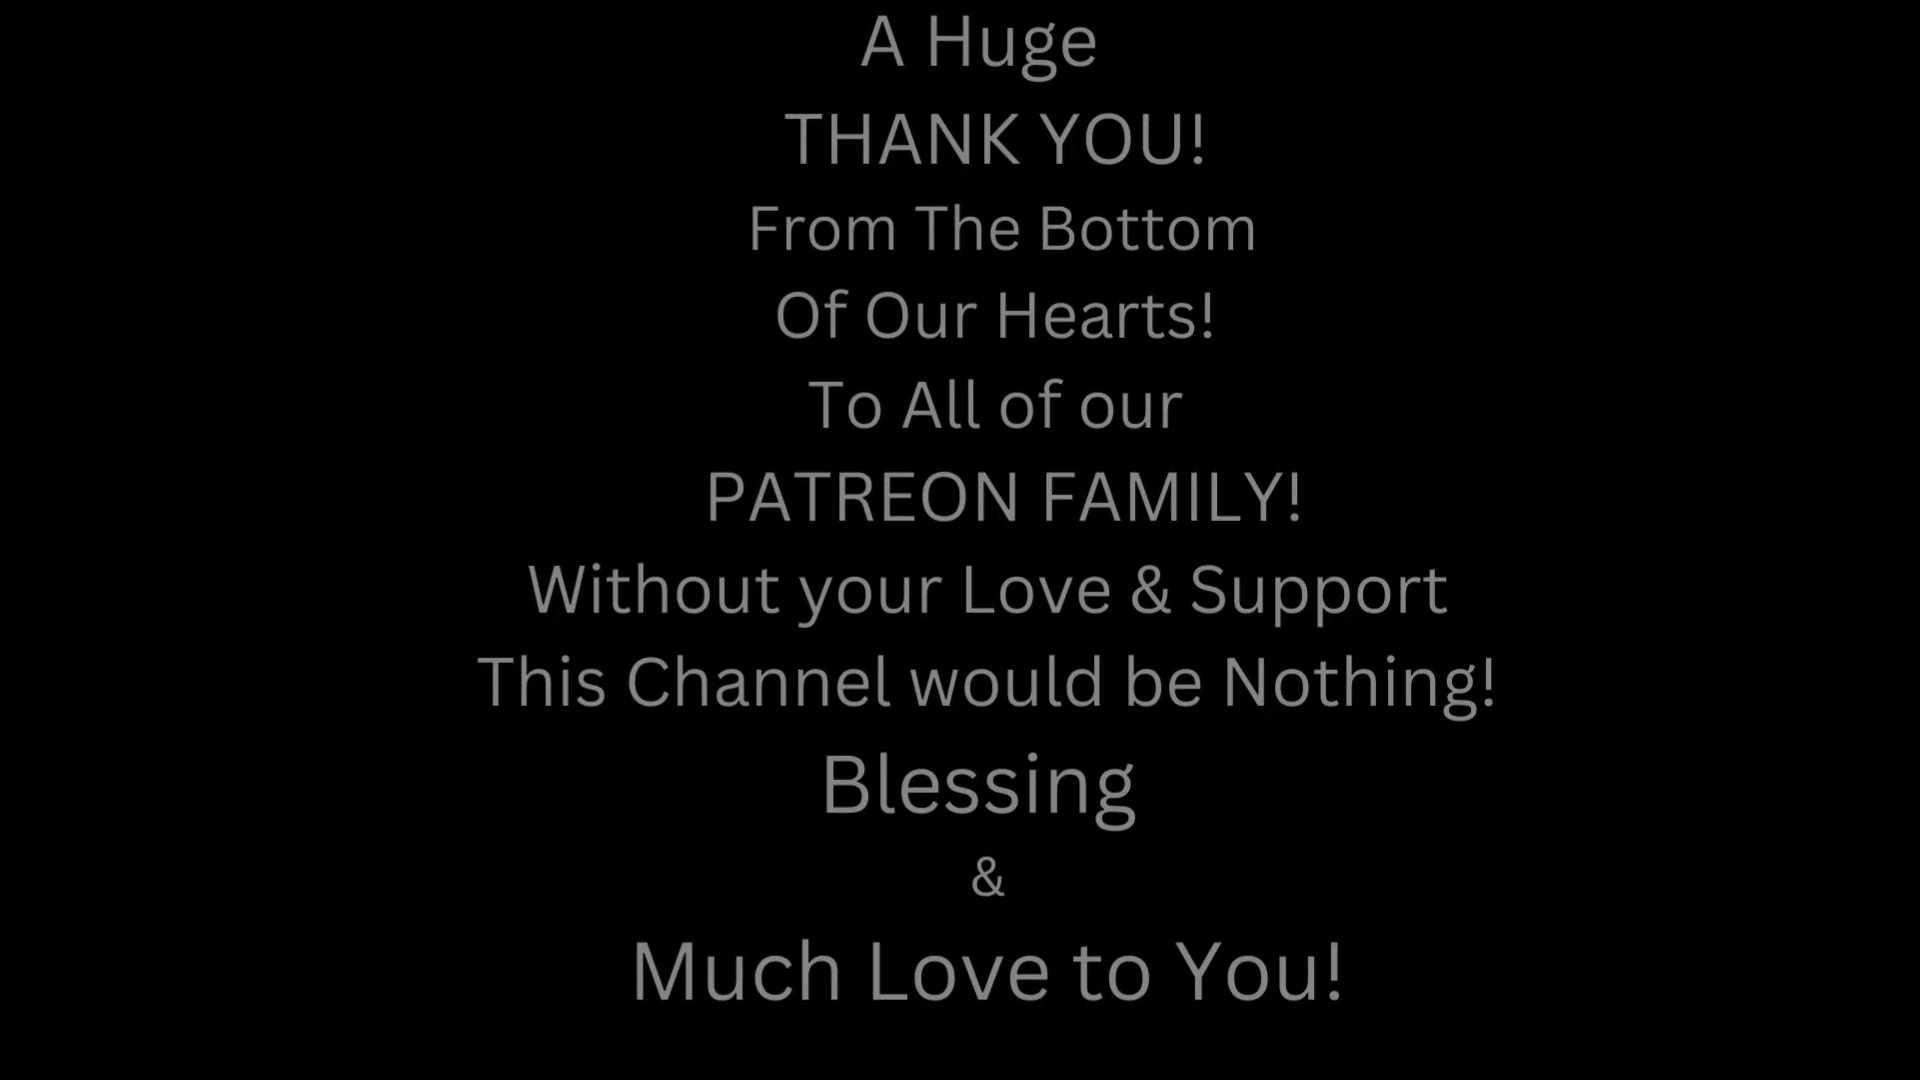 A Huge
THANK YOU!
From The Bottom
Of Our Hearts!
To All of our
PATREON FAMILY!
Without your Love & Support
This Channel would be Nothing!
Blessing
&
Much Love to You!